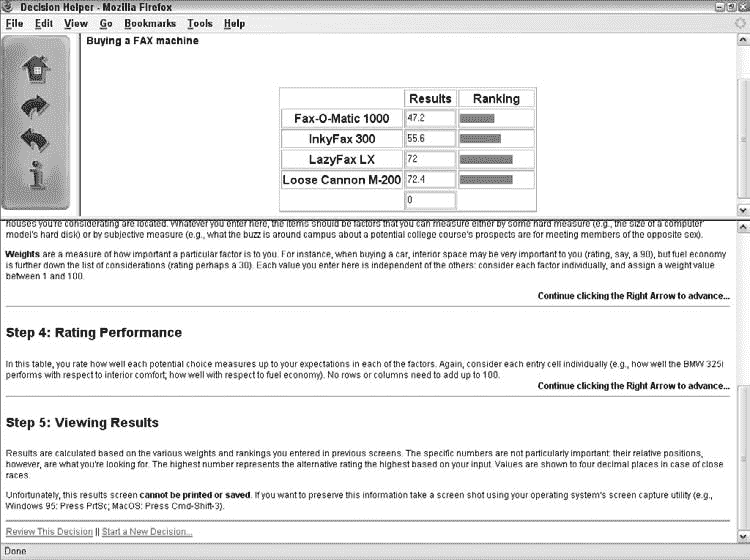 Decision Helper - Mozilla Firefox
File Edit View Go Bookmarks Tools Help
Buying a FAX machine
Results Ranking
Fax-O-Matic 1000 47.2
InkyFax 300 55.6
LazyFax LX 72
Loose Cannon M-200 72.4
0
houses you're considerating are located. Whatever you enter here, the items should be factors that you can measure either by some hard measure (e.g., the size of a computer
model's hard disk) or by subjective measure (e.g., what the buzz is around campus about a potential college course's prospects are for meeting members of the opposite sex).
Weights are a measure of how important a particular factor is to you. For instance, when buying a car, interior space may be very important to you (rating, say, a 90), but fuel economy
is further down the list of considerations (rating perhaps a 30). Each value you enter here is independent of the others: consider each factor individually, and assign a weight value
between 1 and 100.
Continue clicking the Right Arrow to advance...
Step 4: Rating Performance
In this table, you rate how well each potential choice measures up to your expectations in each of the factors. Again, consider each entry cell individually (e.g., how well the BMW 325i
performs with respect to interior comfort; how well with respect to fuel economy). No rows or columns need to add up to 100.
Continue clicking the Right Arrow to advance...
Step 5: Viewing Results
Results are calculated based on the various weights and rankings you entered in previous screens. The specific numbers are not particularly important: their relative positions,
however, are what you're looking for. The highest number represents the alternative rating the highest based on your input. Values are shown to four decimal places in case of close
races.
Unfortunately, this results screen cannot be printed or saved. If you want to preserve this information take a screen shot using your operating system's screen capture utility (e.g.,
Windows 95: Press PrtSc; MacOS: Press Cmd-Shift-3).
Review This Decision || Start a New Decision...
Done